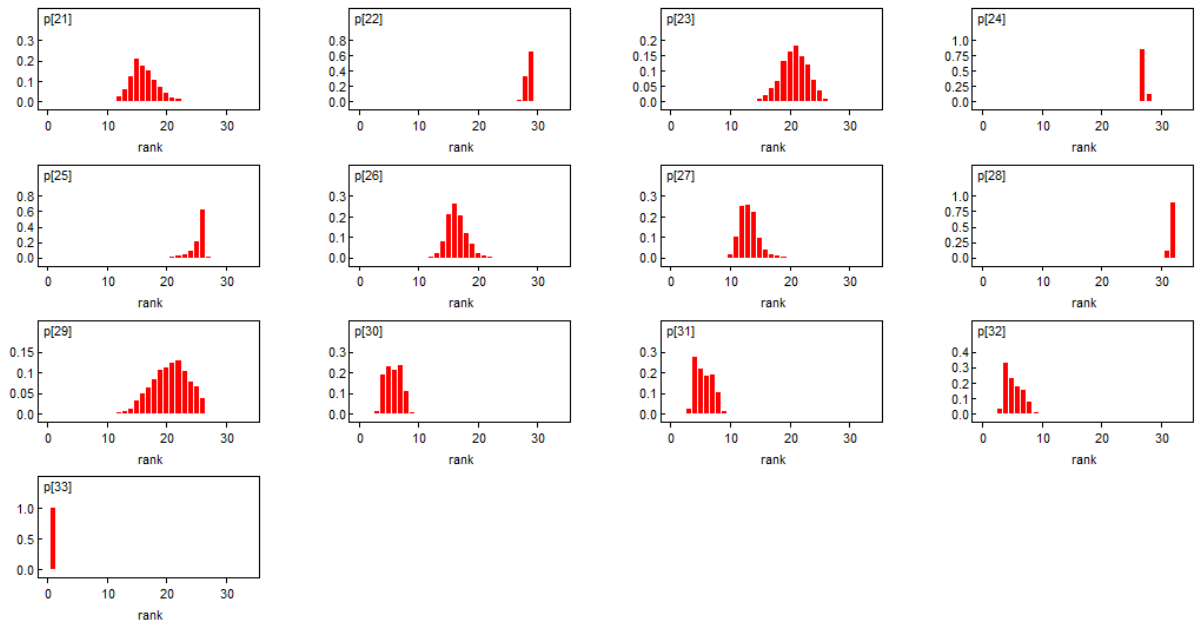 p[21] p[22] p[23] p[24]
0.3 0.8 0.2 1.0
0.2 0.6 0.15 0.75
0.1 0.4 0.1 0.5
0.2 0.05 0.25
0.0 0.0 0.0 0.0
0 10 20 30 0 10 20 30 0 10 20 30 0 10 20 30
rank rank rank rank
p[25] p[26] p[27] p[28]
0.8 0.3 0.3 1.0
0.6 0.2 0.2 0.75
0.4 0.1 0.1 0.5
0.2 0.25
0.0 0.0 0.0 0.0
0 10 20 30 0 10 20 30 0 10 20 30 0 10 20 30
rank rank rank rank
p[29] p[30] p[31] p[32]
0.15 0.3 0.3 0.4
0.1 0.2 0.2 0.3
0.05 0.1 0.1 0.2
0.1
0.0 0.0 0.0 0.0
0 10 20 30 0 10 20 30 0 10 20 30 0 10 20 30
rank rank rank rank
p[33]
1.0
0.5
0.0
0 10 20 30
rank